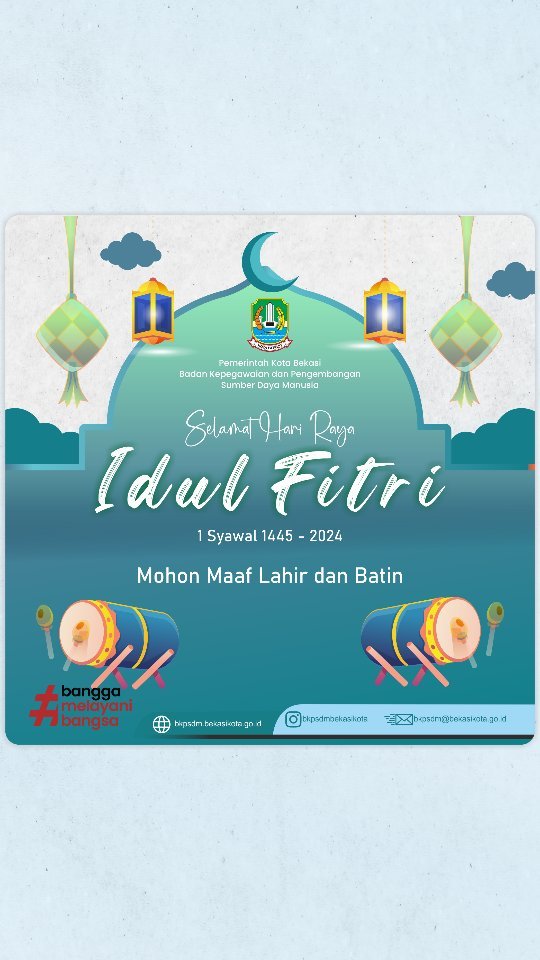 Pemerintah Kota Bekasi
Badan Kepegawaian dan Pengembangan
Sumber Daya Manusia
Selamat Hari Raya
Idul Fitri
1 Syawal 1445 - 2024
Mohon Maaf Lahir dan Batin
#bangga
melayani
bangsa
bkpsdm.bekasikota.go.id
bkpsdmbekasikota
bkpsdm@bekasikota.go.id